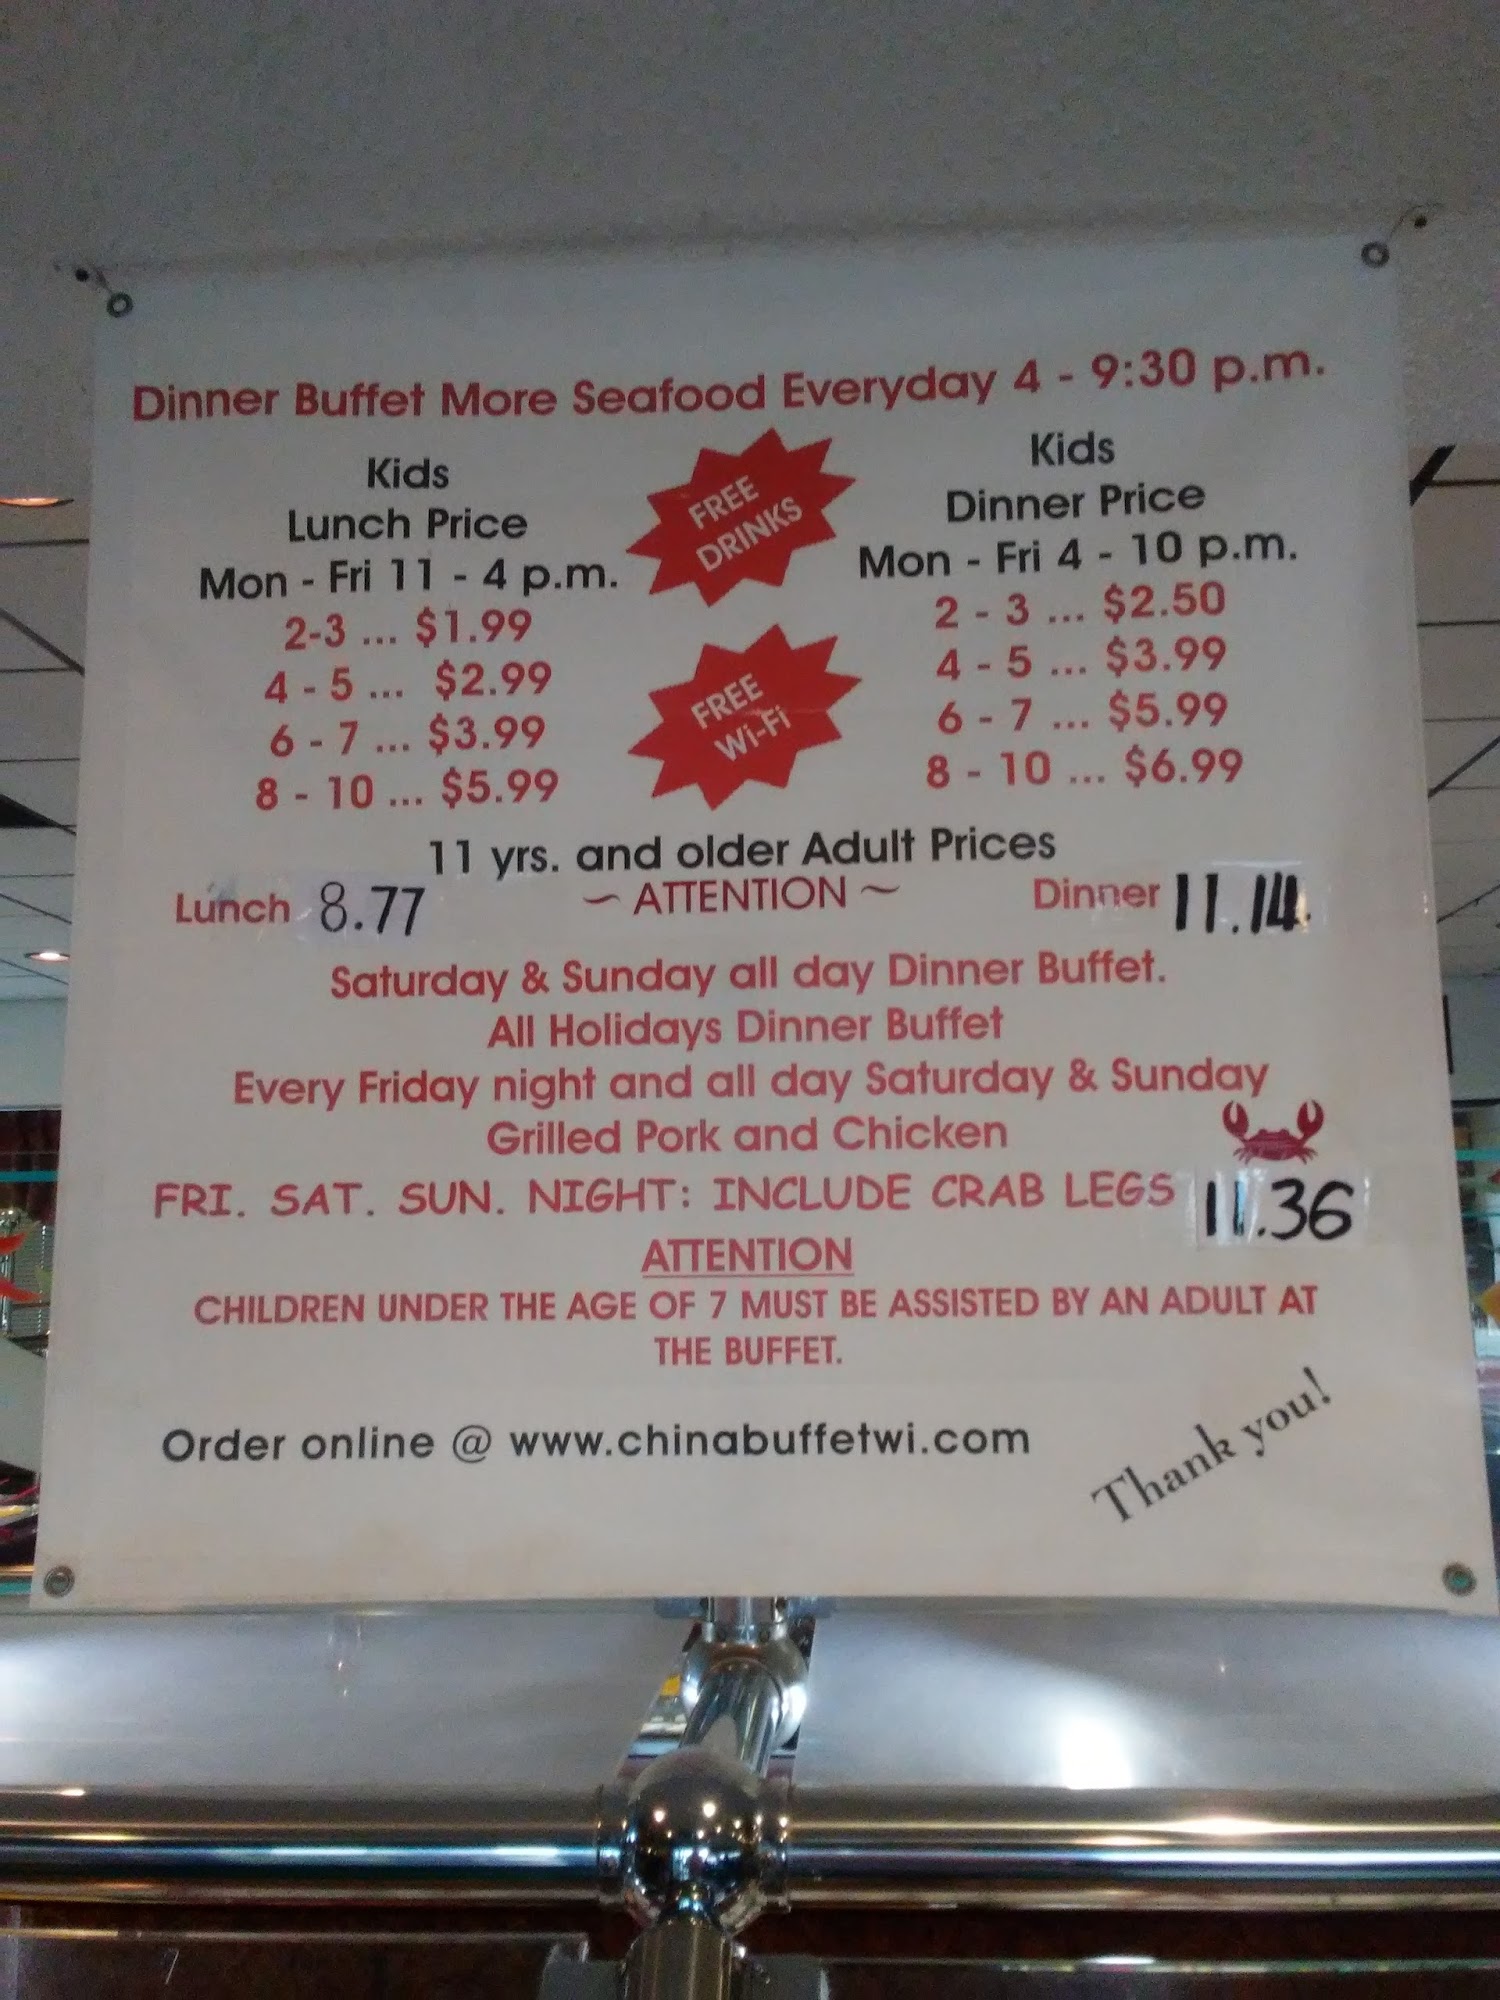 Dinner Buffet More Seafood Everyday 4 - 9:30 p.m.
Kids
Lunch Price
Mon - Fri 11 - 4 p.m.
2-3 ... $1.99
4 - 5 ... $2.99
6 - 7 ... $3.99
8 - 10 ... $5.99
FREE
DRINKS
FREE
Wi-Fi
Kids
Dinner Price
Mon - Fri 4 - 10 p.m.
2 - 3 ... $2.50
4 - 5 ... $3.99
6 - 7 ... $5.99
8 - 10 ... $6.99
11 yrs. and older Adult Prices
Lunch 8.77 ~ ATTENTION ~ Dinner 11.14
Saturday & Sunday all day Dinner Buffet.
All Holidays Dinner Buffet
Every Friday night and all day Saturday & Sunday
Grilled Pork and Chicken
FRI. SAT. SUN. NIGHT: INCLUDE CRAB LEGS 11.36
ATTENTION
CHILDREN UNDER THE AGE OF 7 MUST BE ASSISTED BY AN ADULT AT
THE BUFFET.
Order online @ www.chinabuffetwi.com
Thank you!